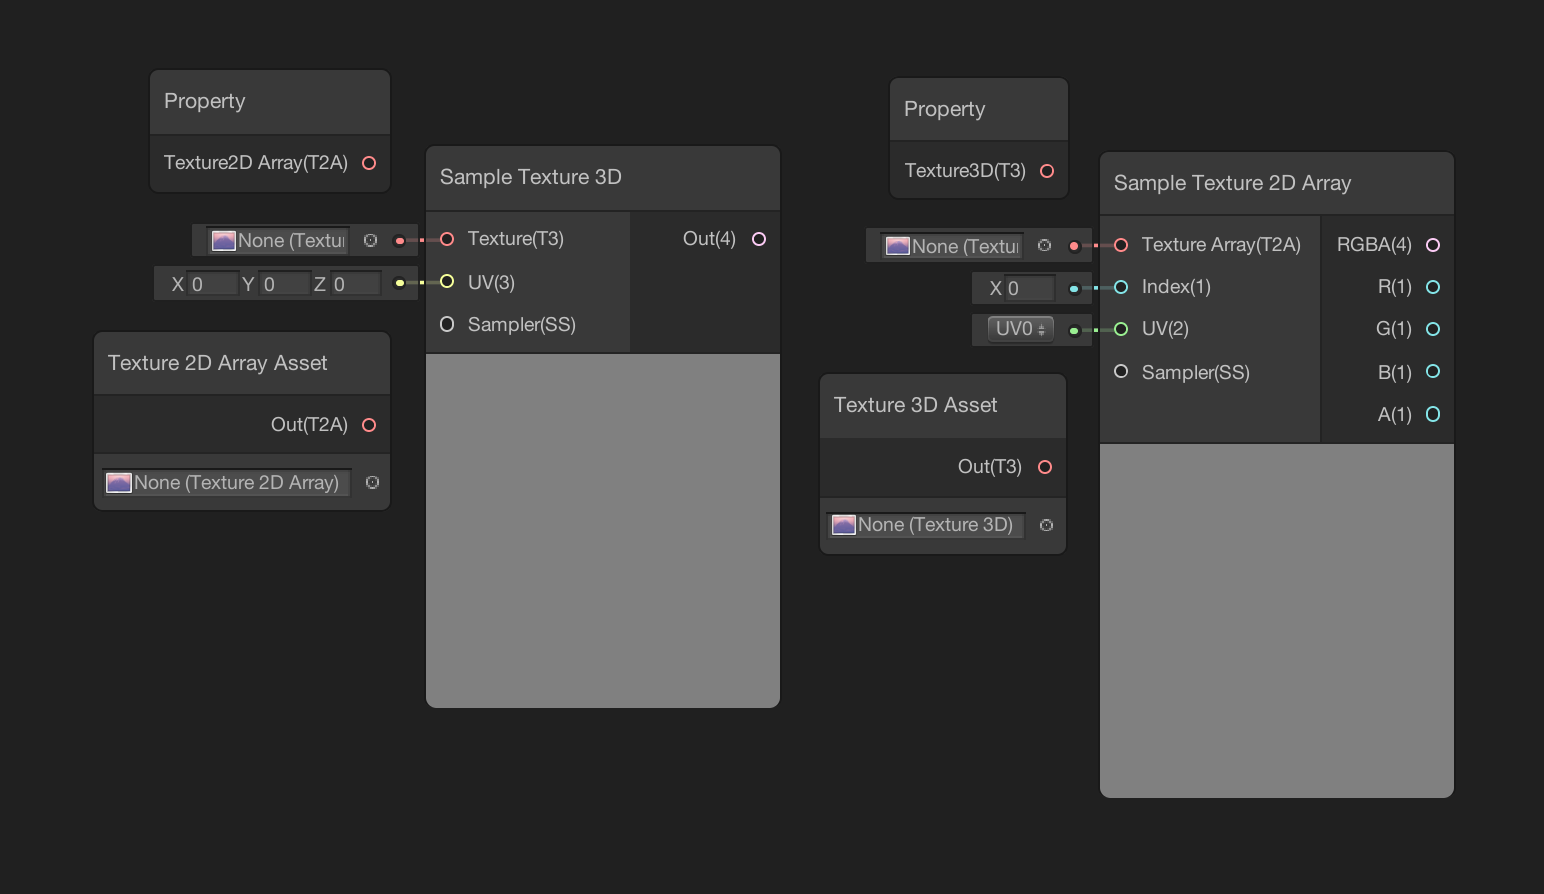 Property
Texture2D Array(T2A)
Sample Texture 3D
None (Textu
Texture(T3)
Out(4)
X 0 Y 0 Z 0
UV(3)
Sampler(SS)
Texture 2D Array Asset
Out(T2A)
None (Texture 2D Array)
Property
Texture3D(T3)
Sample Texture 2D Array
None (Textu
Texture Array(T2A)
RGBA(4)
X 0
Index(1)
R(1)
UV0
UV(2)
G(1)
Sampler(SS)
B(1)
A(1)
Texture 3D Asset
Out(T3)
None (Texture 3D)